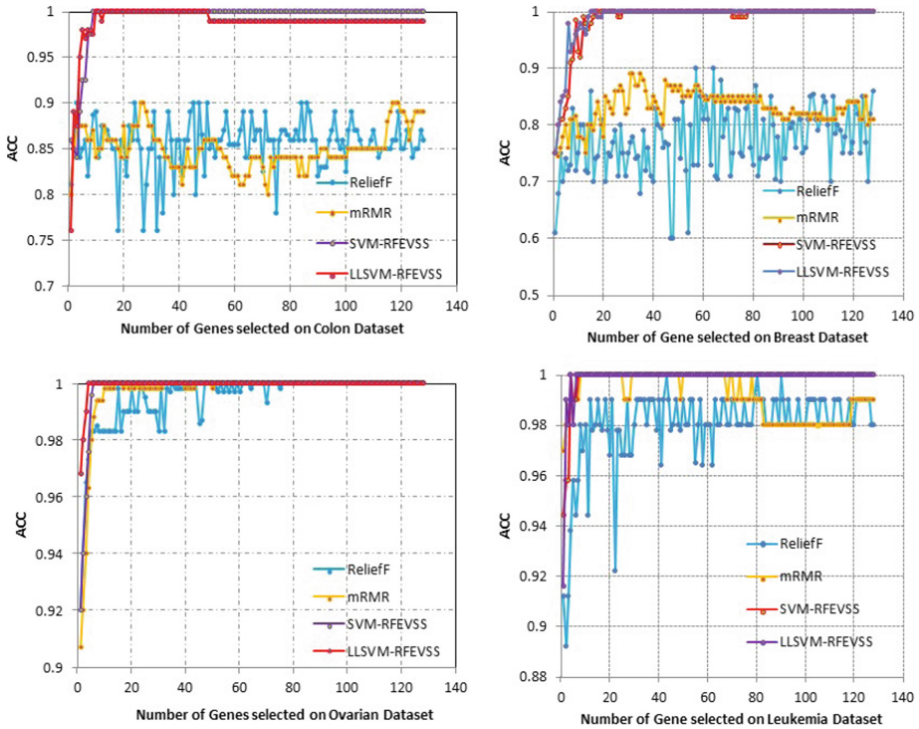 1
0.95
0.9
0.85
0.8
0.75
0.7
ACC
0 20 40 60 80 100 120 140
Number of Genes selected on Colon Dataset
ReliefF
mRMR
SVM-RFEVSS
LLSVM-RFEVSS
1
0.9
0.8
0.7
0.6
0.5
ACC
0 20 40 60 80 100 120 140
Number of Gene selected on Breast Dataset
ReliefF
mRMR
SVM-RFEVSS
LLSVM-RFEVSS
1
0.98
0.96
0.94
0.92
0.9
ACC
0 20 40 60 80 100 120 140
Number of Genes selected on Ovarian Dataset
ReliefF
mRMR
SVM-RFEVSS
LLSVM-RFEVSS
1
0.98
0.96
0.94
0.92
0.9
0.88
ACC
0 20 40 60 80 100 120 140
Number of Gene selected on Leukemia Dataset
ReliefF
mRMR
SVM-RFEVSS
LLSVM-RFEVSS